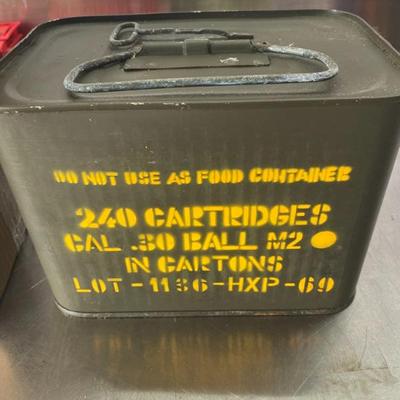 DO NOT USE AS FOOD CONTAINER
240 CARTRIDGES
CAL .30 BALL M2
IN CARTONS
LOT-1136-HXP-69